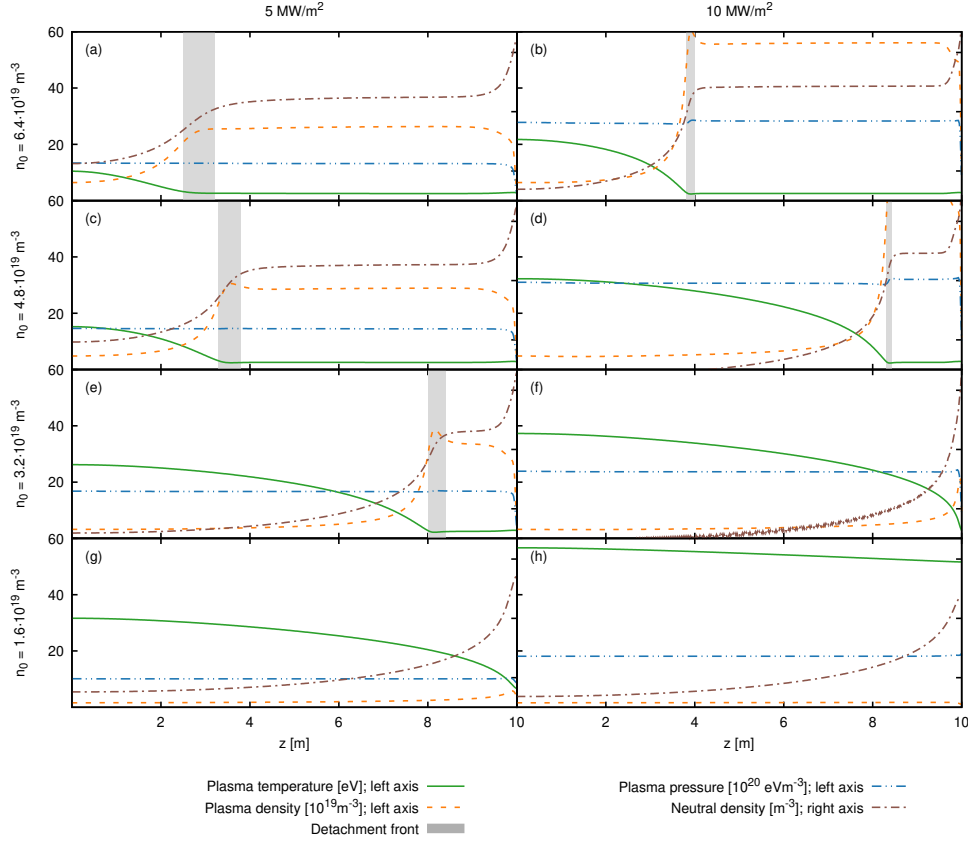 5 MW/m²
10 MW/m²
60
40
20
n₀ = 6.4·10¹⁹ m⁻³
(a)
(b)
60
40
20
n₀ = 4.8·10¹⁹ m⁻³
(c)
(d)
60
40
20
n₀ = 3.2·10¹⁹ m⁻³
(e)
(f)
60
40
20
n₀ = 1.6·10¹⁹ m⁻³
(g)
(h)
2 4 6 8 10 2 4 6 8 10
z [m]
z [m]
Plasma temperature [eV]; left axis
Plasma density [10¹⁹m⁻³]; left axis
Detachment front
Plasma pressure [10²⁰ eVm⁻³]; left axis
Neutral density [m⁻³]; right axis